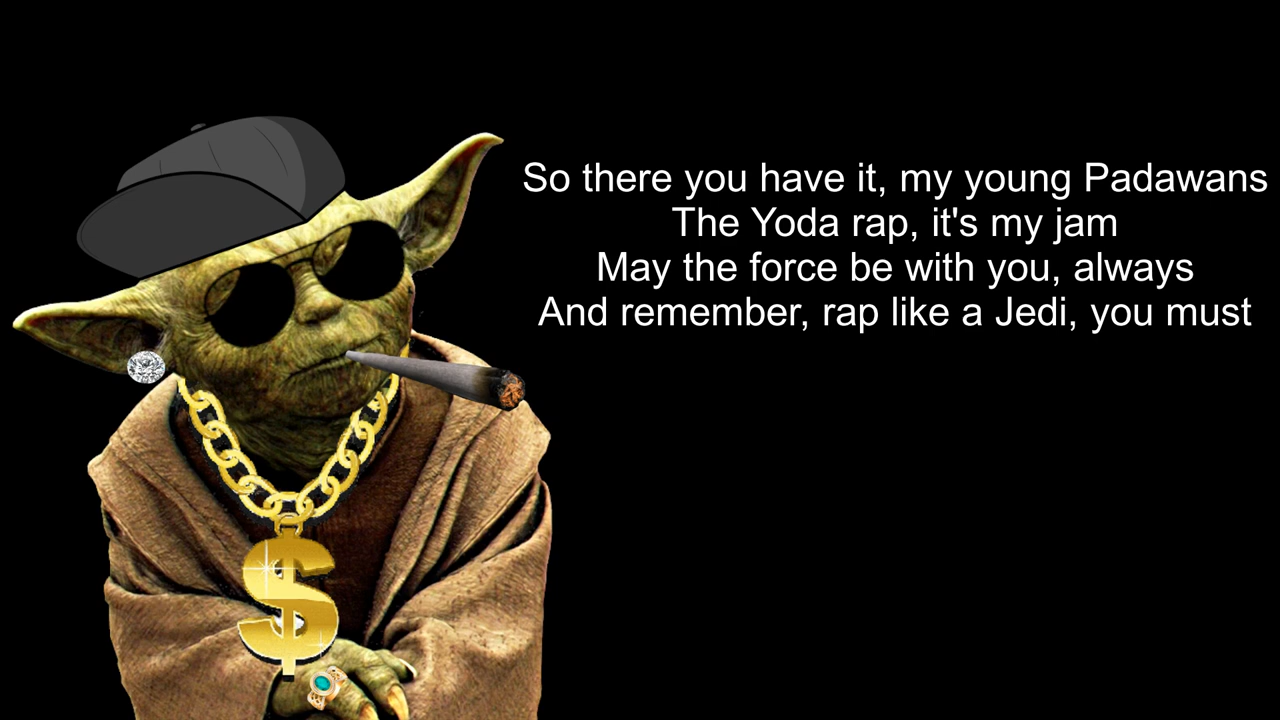 So there you have it, my young Padawans
The Yoda rap, it's my jam
May the force be with you, always
And remember, rap like a Jedi, you must